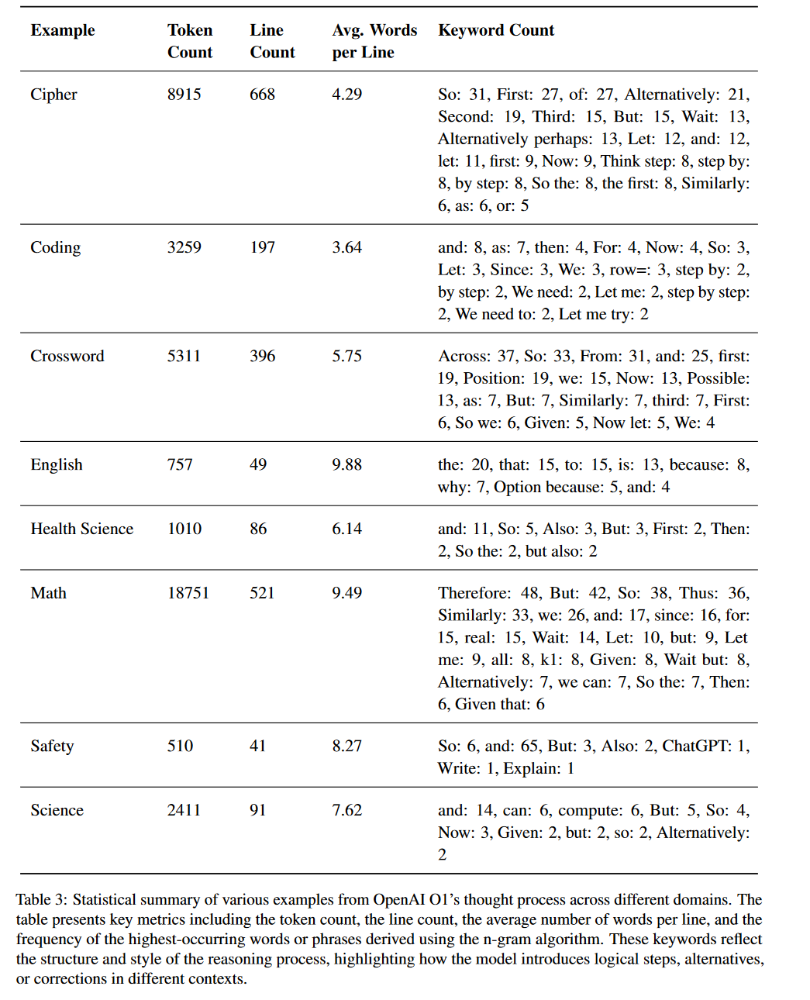 Example Token Line Avg. Words Keyword Count
Count Count per Line
Cipher 8915 668 4.29 So: 31, First: 27, of: 27, Alternatively: 21,
Second: 19, Third: 15, But: 15, Wait: 13,
Alternatively perhaps: 13, Let: 12, and: 12,
let: 11, first: 9, Now: 9, Think step: 8, step by:
8, by step: 8, So the: 8, the first: 8, Similarly:
6, as: 6, or: 5
Coding 3259 197 3.64 and: 8, as: 7, then: 4, For: 4, Now: 4, So: 3,
Let: 3, Since: 3, We: 3, row=: 3, step by: 2,
by step: 2, We need: 2, Let me: 2, step by step:
2, We need to: 2, Let me try: 2
Crossword 5311 396 5.75 Across: 37, So: 33, From: 31, and: 25, first:
19, Position: 19, we: 15, Now: 13, Possible:
13, as: 7, But: 7, Similarly: 7, third: 7, First:
6, So we: 6, Given: 5, Now let: 5, We: 4
English 757 49 9.88 the: 20, that: 15, to: 15, is: 13, because: 8,
why: 7, Option because: 5, and: 4
Health Science 1010 86 6.14 and: 11, So: 5, Also: 3, But: 3, First: 2, Then:
2, So the: 2, but also: 2
Math 18751 521 9.49 Therefore: 48, But: 42, So: 38, Thus: 36,
Similarly: 33, we: 26, and: 17, since: 16, for:
15, real: 15, Wait: 14, Let: 10, but: 9, Let
me: 9, all: 8, k1: 8, Given: 8, Wait but: 8,
Alternatively: 7, we can: 7, So the: 7, Then:
6, Given that: 6
Safety 510 41 8.27 So: 6, and: 65, But: 3, Also: 2, ChatGPT: 1,
Write: 1, Explain: 1
Science 2411 91 7.62 and: 14, can: 6, compute: 6, But: 5, So: 4,
Now: 3, Given: 2, but: 2, so: 2, Alternatively:
2
Table 3: Statistical summary of various examples from OpenAI O1's thought process across different domains. The
table presents key metrics including the token count, the line count, the average number of words per line, and the
frequency of the highest-occurring words or phrases derived using the n-gram algorithm. These keywords reflect
the structure and style of the reasoning process, highlighting how the model introduces logical steps, alternatives,
or corrections in different contexts.